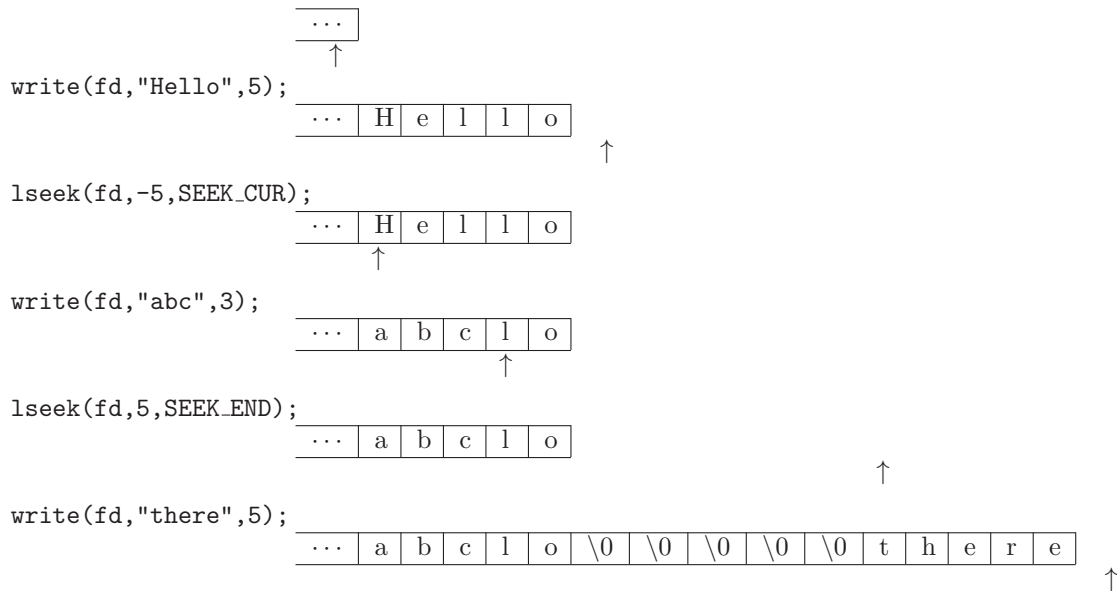 ···
↑
write(fd,"Hello",5);
··· H e l l o
↑
lseek(fd,-5,SEEK_CUR);
··· H e l l o
↑
write(fd,"abc",3);
··· a b c l o
↑
lseek(fd,5,SEEK_END);
··· a b c l o
↑
write(fd,"there",5);
··· a b c l o \0 \0 \0 \0 \0 t h e r e
↑